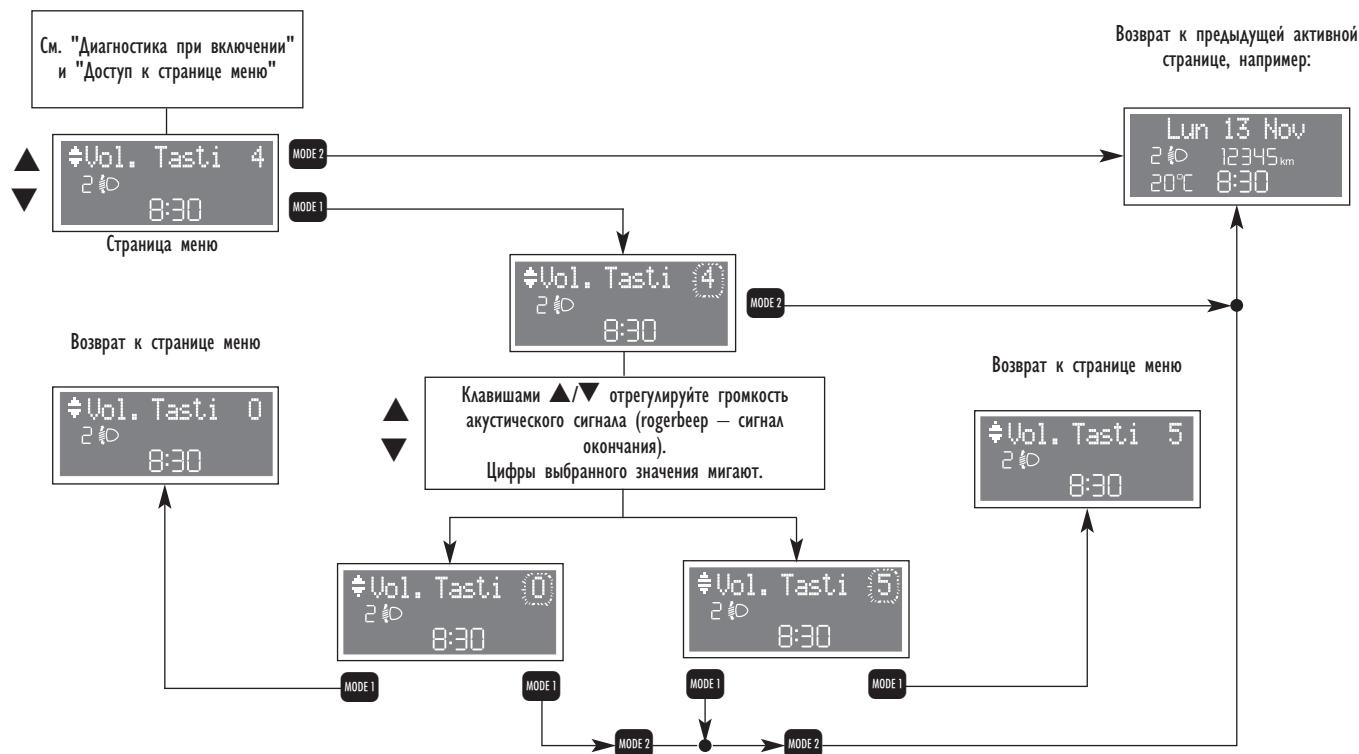 См. "Диагностика при включении"
и "Доступ к странице меню"
Возврат к предыдущей активной
странице, например:
Vol. Tasti 4
2
8:30
MODE 2
MODE 1
Страница меню
Lun 13 Nov
2 12345 km
20°C 8:30
Vol. Tasti 4
2
8:30
MODE 2
Возврат к странице меню
Vol. Tasti 0
2
8:30
Клавишами ▲/▼ отрегулируйте громкость
акустического сигнала (rogerbeep — сигнал
окончания).
Цифры выбранного значения мигают.
Возврат к странице меню
Vol. Tasti 5
2
8:30
Vol. Tasti 0
2
8:30
Vol. Tasti 5
2
8:30
MODE 1
MODE 1
MODE 1
MODE 1
MODE 2
MODE 2